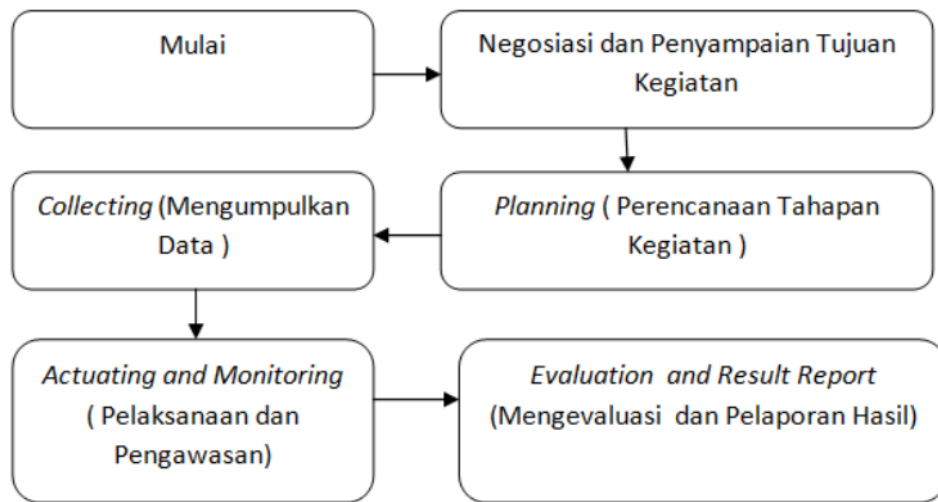 Mulai
Negosiasi dan Penyampaian Tujuan
Kegiatan
Planning ( Perencanaan Tahapan
Kegiatan )
Collecting (Mengumpulkan
Data )
Actuating and Monitoring
( Pelaksanaan dan
Pengawasan)
Evaluation and Result Report
(Mengevaluasi dan Pelaporan Hasil)